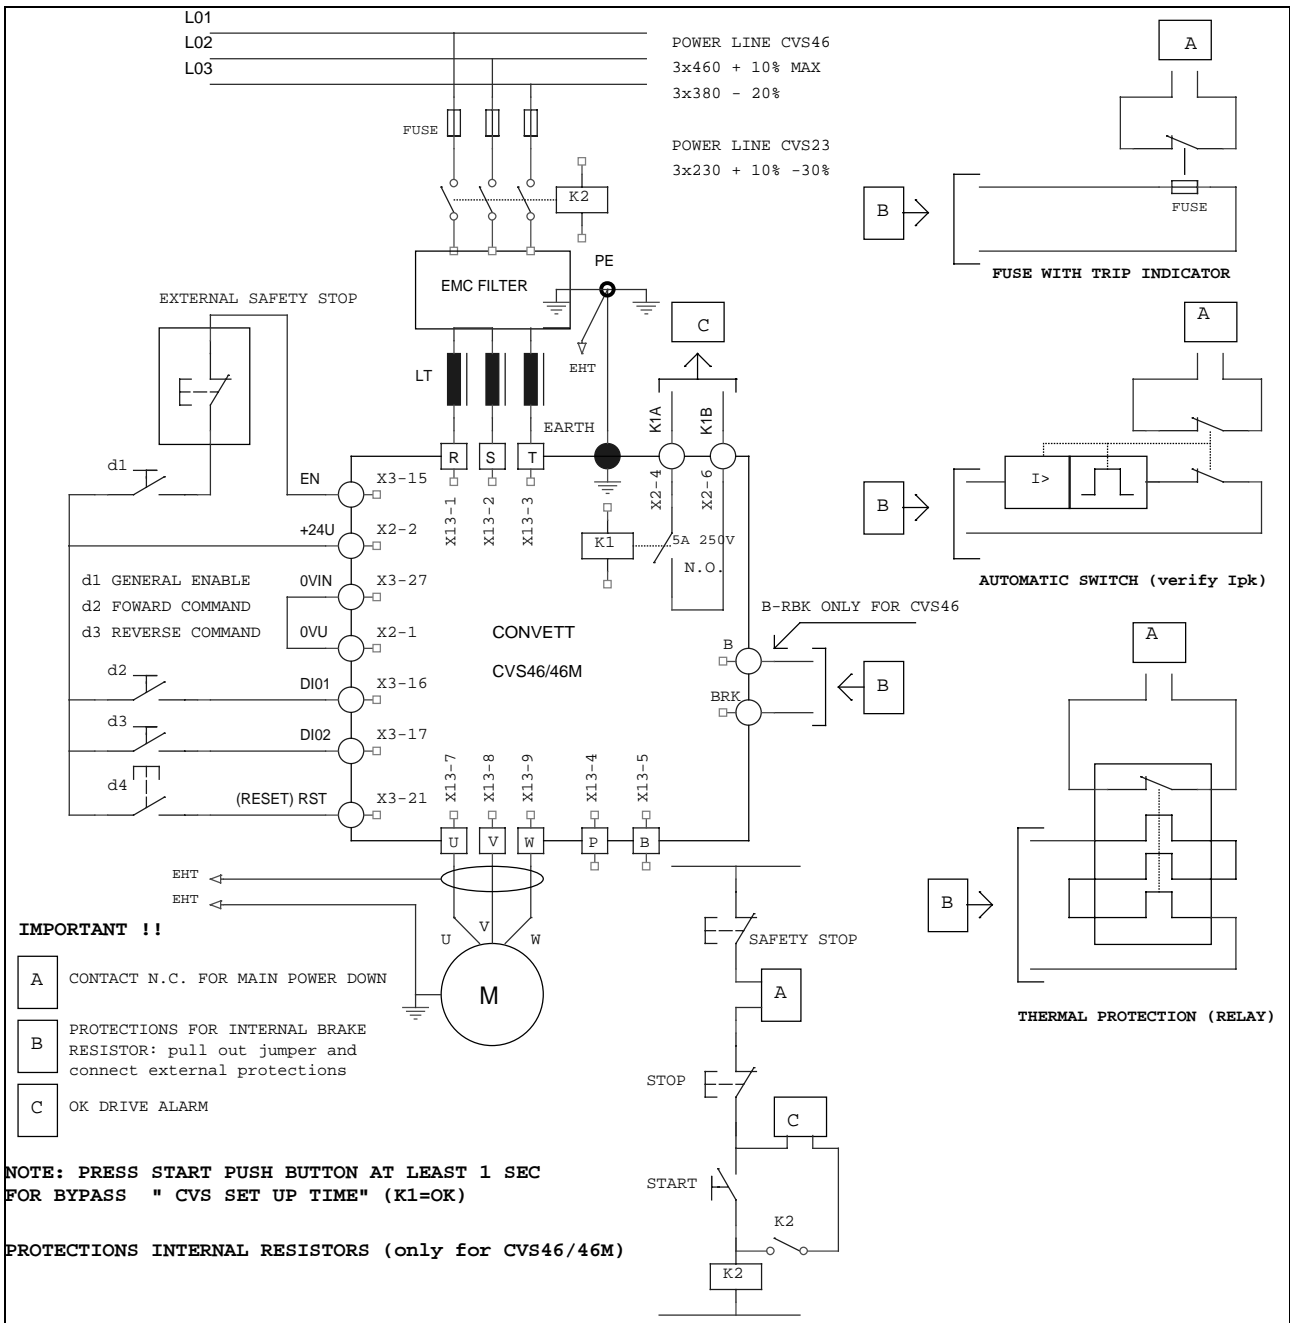 L01
L02
L03
POWER LINE CVS46
3x460 + 10% MAX
3x380 - 20%
POWER LINE CVS23
3x230 + 10% -30%
FUSE
K2
EMC FILTER
PE
EHT
LT
EARTH
C
K1A
K1B
EXTERNAL SAFETY STOP
A
B
FUSE
FUSE WITH TRIP INDICATOR
A
I>
B
AUTOMATIC SWITCH (verify Ipk)
d1
EN
X3-15
+24U
X2-2
d1 GENERAL ENABLE
d2 FOWARD COMMAND
d3 REVERSE COMMAND
0VIN
X3-27
0VU
X2-1
d2
DI01
X3-16
d3
DI02
X3-17
d4
(RESET) RST
X3-21
R
S
T
X13-1
X13-2
X13-3
X2-4
X2-6
K1
5A 250V
N.O.
CONVETT
CVS46/46M
B-RBK ONLY FOR CVS46
B
BRK
B
X13-7
X13-8
X13-9
X13-4
X13-5
U
V
W
P
B
EHT
EHT
U
V
W
M
A
B
THERMAL PROTECTION (RELAY)
IMPORTANT !!
A
CONTACT N.C. FOR MAIN POWER DOWN
B
PROTECTIONS FOR INTERNAL BRAKE
RESISTOR: pull out jumper and
connect external protections
C
OK DRIVE ALARM
SAFETY STOP
A
STOP
C
START
K2
K2
NOTE: PRESS START PUSH BUTTON AT LEAST 1 SEC
FOR BYPASS " CVS SET UP TIME" (K1=OK)
PROTECTIONS INTERNAL RESISTORS (only for CVS46/46M)